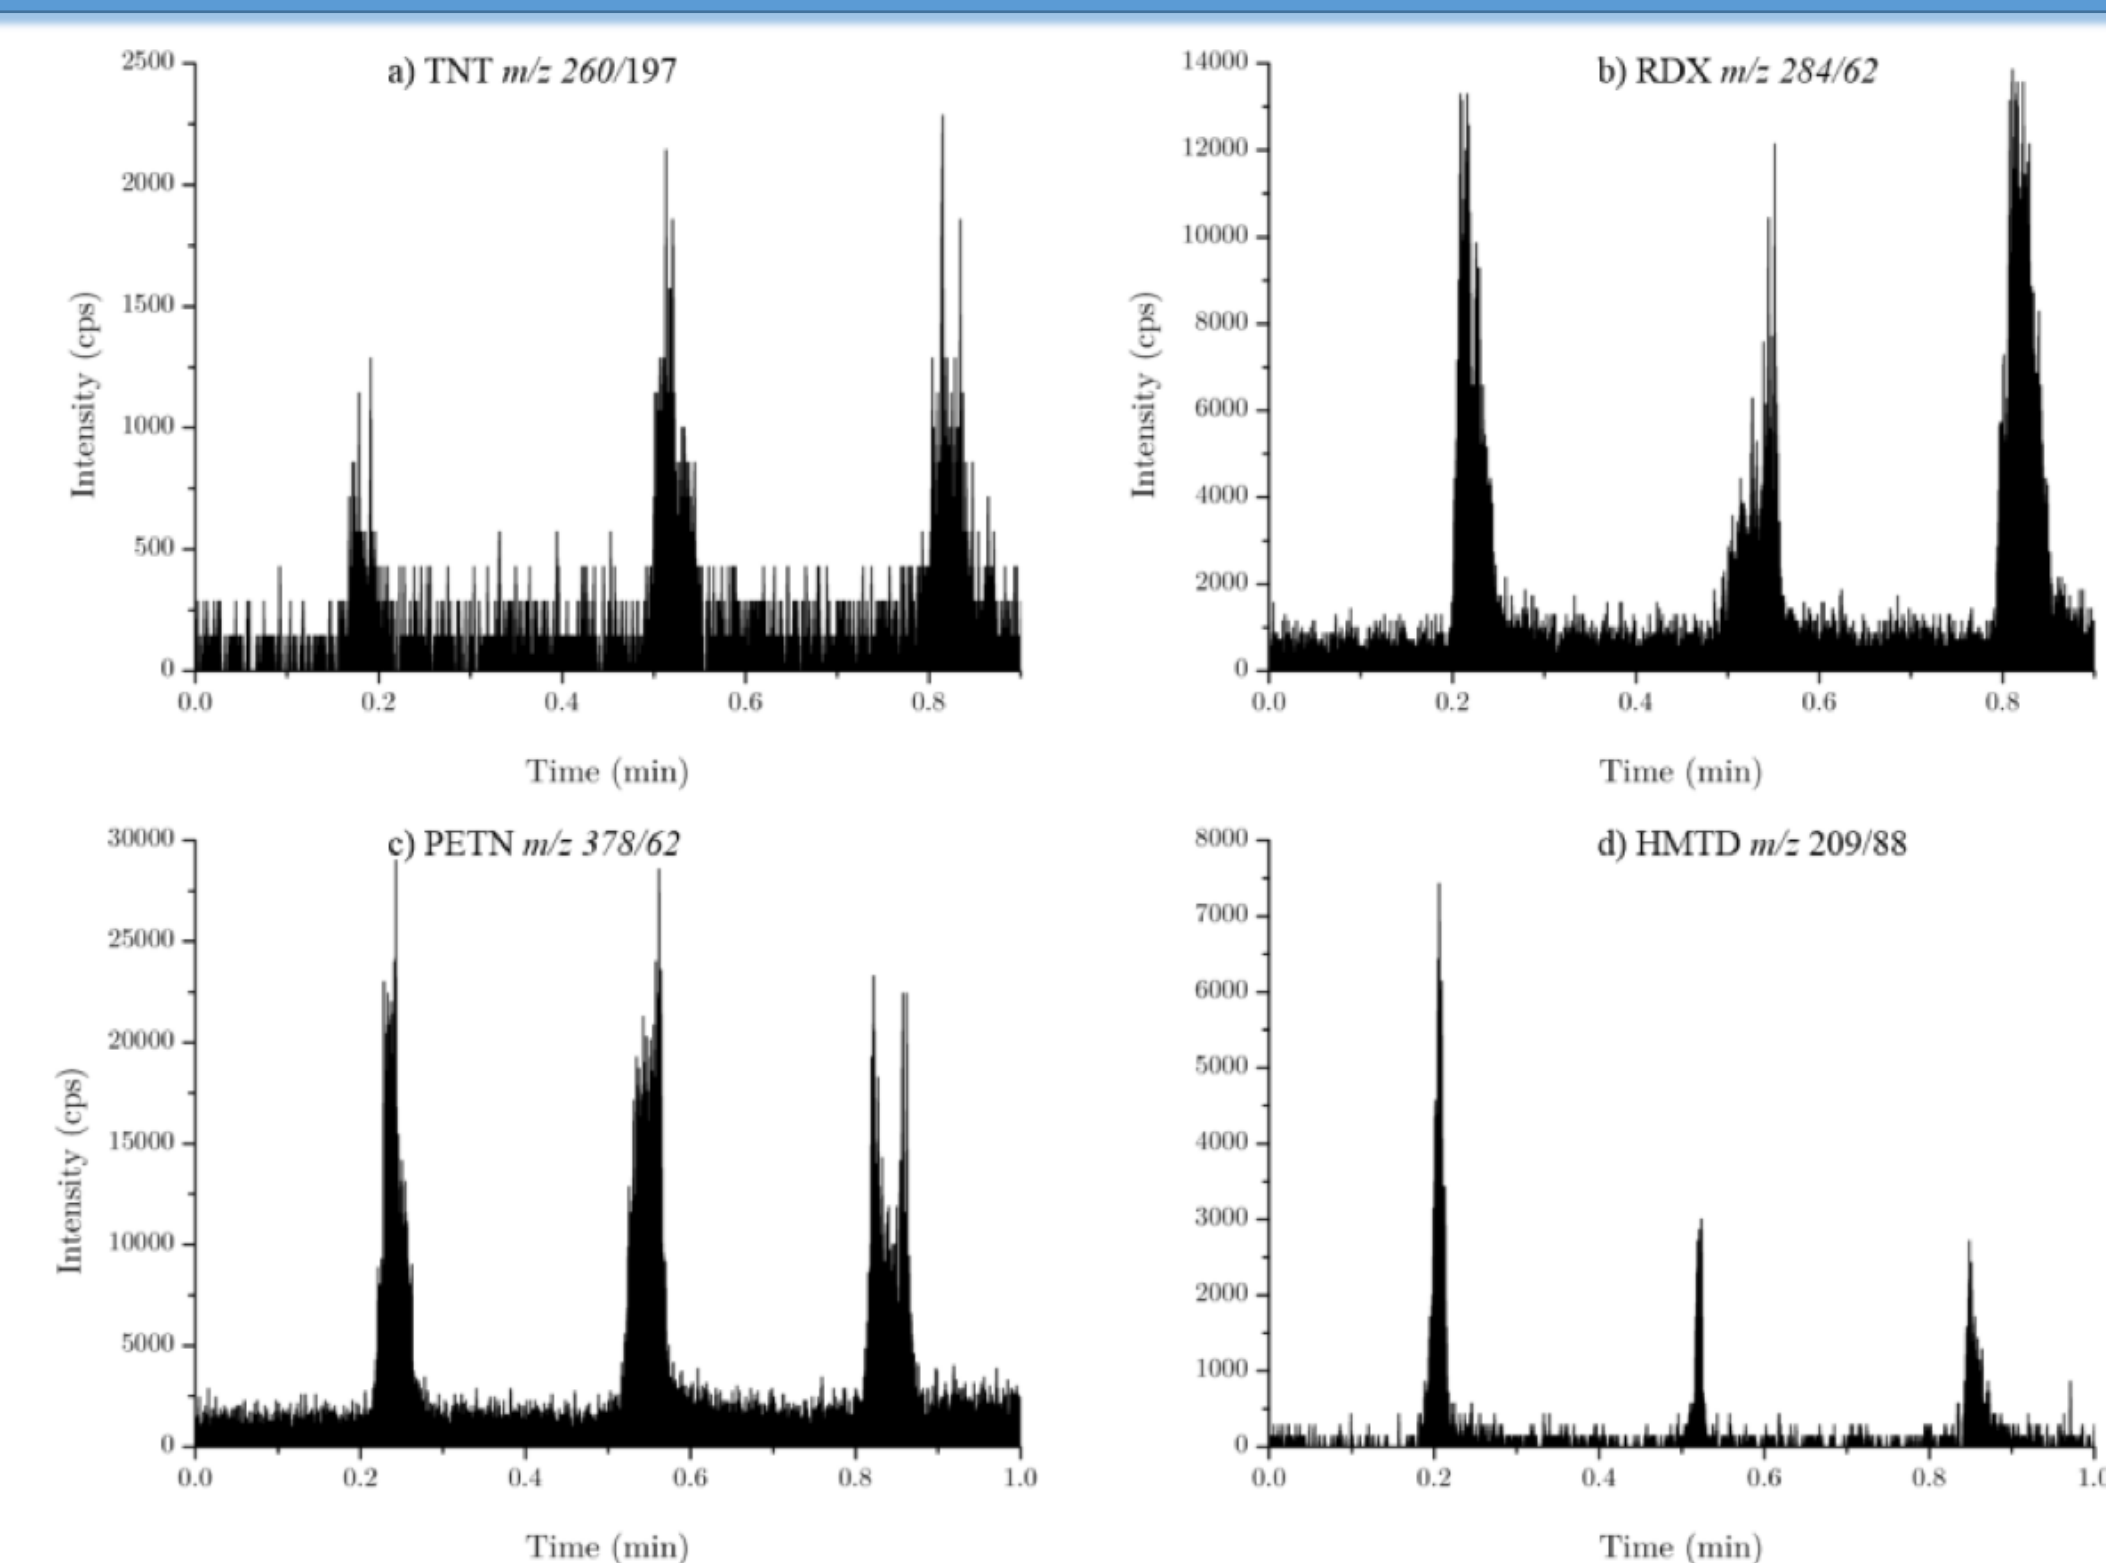 a) TNT m/z 260/197
2500
2000
1500
1000
500
0
Intensity (cps)
0.0 0.2 0.4 0.6 0.8
Time (min)
b) RDX m/z 284/62
14000
12000
10000
8000
6000
4000
2000
0
Intensity (cps)
0.0 0.2 0.4 0.6 0.8
Time (min)
c) PETN m/z 378/62
30000
25000
20000
15000
10000
5000
0
Intensity (cps)
0.0 0.2 0.4 0.6 0.8 1.0
Time (min)
d) HMTD m/z 209/88
8000
7000
6000
5000
4000
3000
2000
1000
0
Intensity (cps)
0.0 0.2 0.4 0.6 0.8 1.0
Time (min)